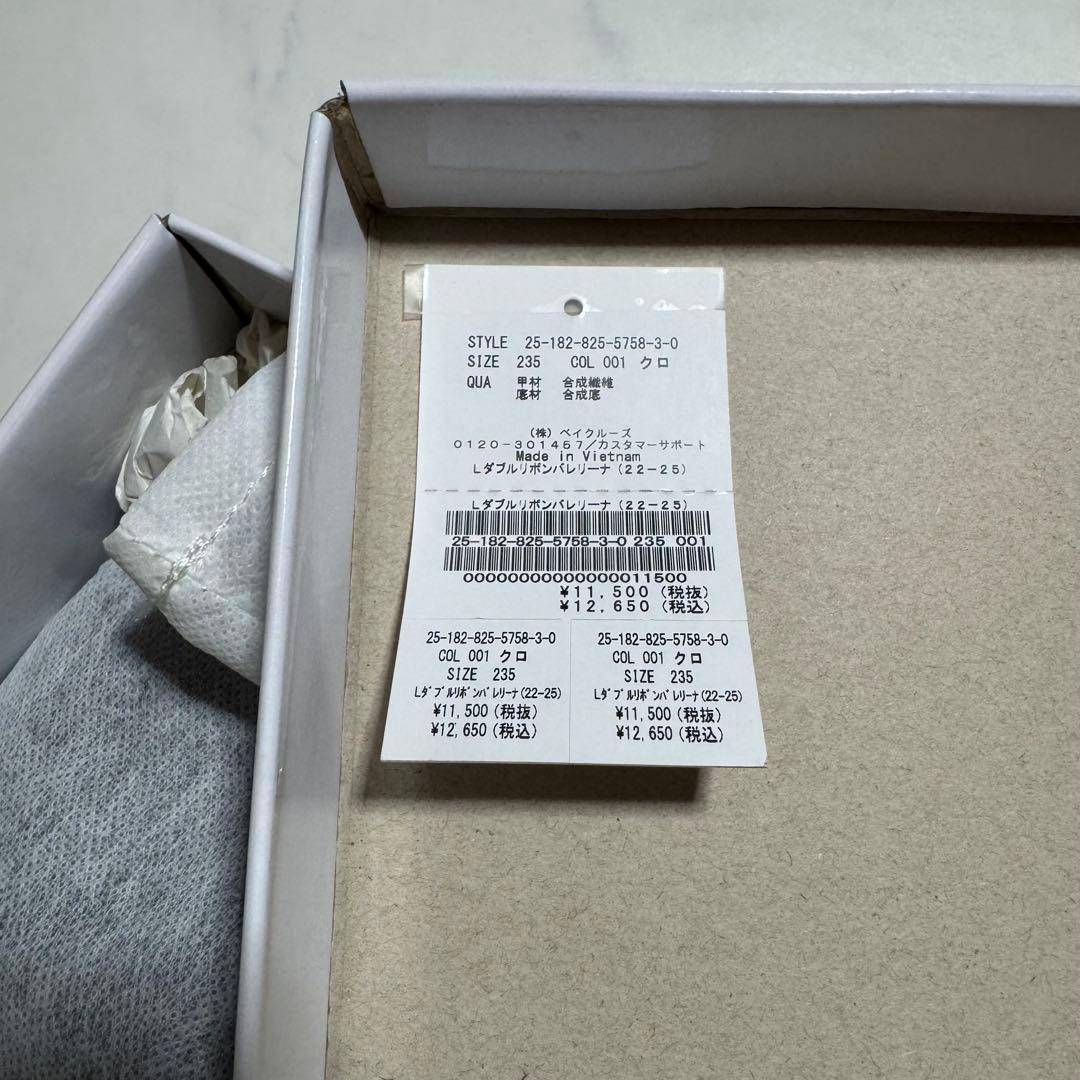 STYLE 25-182-825-5758-3-0
SIZE 235 COL 001 クロ
QUA 甲材 合成繊維
底材 合成底
(株) ベイクルーズ
0120-301467/カスタマーサポート
Made in Vietnam
Lダブルリボンバレリーナ (22-25)
Lダブルリボンバレリーナ (22-25)
25-182-825-5758-3-0 235 001
00000000000000011500
¥11,500 (税抜)
¥12,650 (税込)
25-182-825-5758-3-0
COL 001 クロ
SIZE 235
Lダブルリボンバレリーナ(22-25)
¥11,500 (税抜)
¥12,650 (税込)
25-182-825-5758-3-0
COL 001 クロ
SIZE 235
Lダブルリボンバレリーナ(22-25)
¥11,500 (税抜)
¥12,650 (税込)